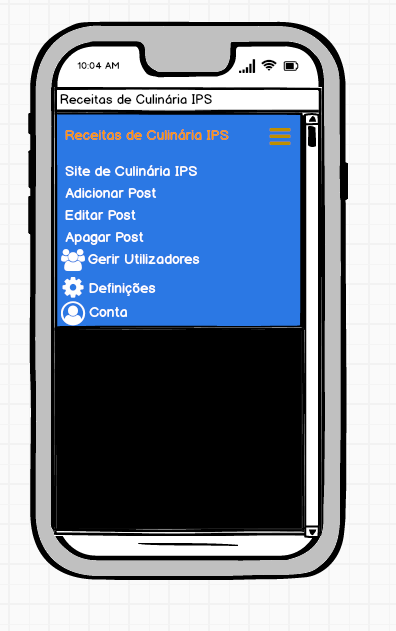 10:04 AM
Receitas de Culinária IPS
Receitas de Culinária IPS
Site de Culinária IPS
Adicionar Post
Editar Post
Apagar Post
Gerir Utilizadores
Definições
Conta